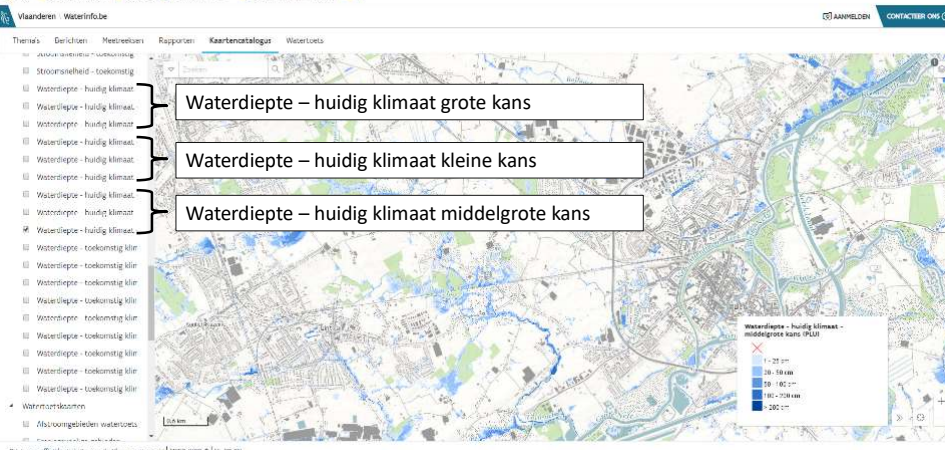 Vlaanderen Waterinfo.be
AANMELDEN
CONTACTEER ONS
Thema's Berichten Meetreeksen Rapporten Kaartencatalogus Watertoets
Stroomsnelheid - toekomstig
Stroomsnelheid - toekomstig
Zoeken
Waterdiepte - huidig klimaat
Waterdiepte - huidig klimaat
Waterdiepte - huidig klimaat
Waterdiepte – huidig klimaat grote kans
Waterdiepte - huidig klimaat
Waterdiepte - huidig klimaat
Waterdiepte - huidig klimaat
Waterdiepte – huidig klimaat kleine kans
Waterdiepte - huidig klimaat
Waterdiepte - huidig klimaat
Waterdiepte - huidig klimaat
Waterdiepte – huidig klimaat middelgrote kans
Waterdiepte - toekomstig klim
Waterdiepte - toekomstig klim
Waterdiepte - toekomstig klim
Waterdiepte - toekomstig klim
Waterdiepte - toekomstig klim
Waterdiepte - toekomstig klim
Waterdiepte - toekomstig klim
Waterdiepte - toekomstig klim
Waterdiepte - toekomstig klim
Watertoetskaarten
Afstroomgebieden watertoets
0,5 km
Waterdiepte - huidig klimaat -
middelgrote kans (PLU)
1 - 25 cm
50 - 100 cm
100 - 200 cm
> 200 cm